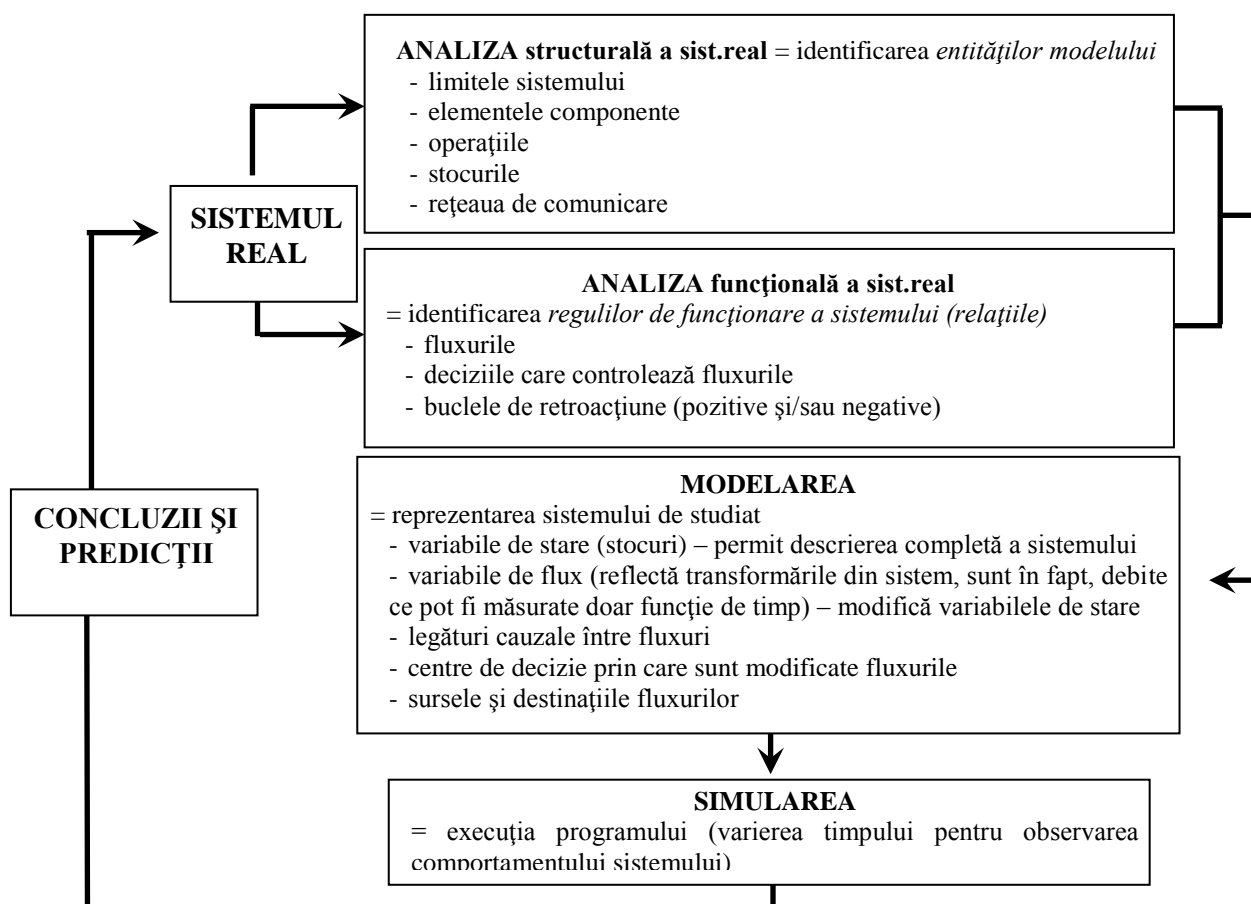 ANALIZA structurală a sist.real = identificarea entităţilor modelului
- limitele sistemului
- elementele componente
- operaţiile
- stocurile
- reţeaua de comunicare
SISTEMUL
REAL
ANALIZA funcţională a sist.real
= identificarea regulilor de funcţionare a sistemului (relaţiile)
- fluxurile
- deciziile care controlează fluxurile
- buclele de retroacţiune (pozitive şi/sau negative)
CONCLUZII ŞI
PREDICŢII
MODELAREA
= reprezentarea sistemului de studiat
- variabile de stare (stocuri) – permit descrierea completă a sistemului
- variabile de flux (reflectă transformările din sistem, sunt în fapt, debite
ce pot fi măsurate doar funcţie de timp) – modifică variabilele de stare
- legături cauzale între fluxuri
- centre de decizie prin care sunt modificate fluxurile
- sursele şi destinaţiile fluxurilor
SIMULAREA
= execuţia programului (varierea timpului pentru observarea
comportamentului sistemului)